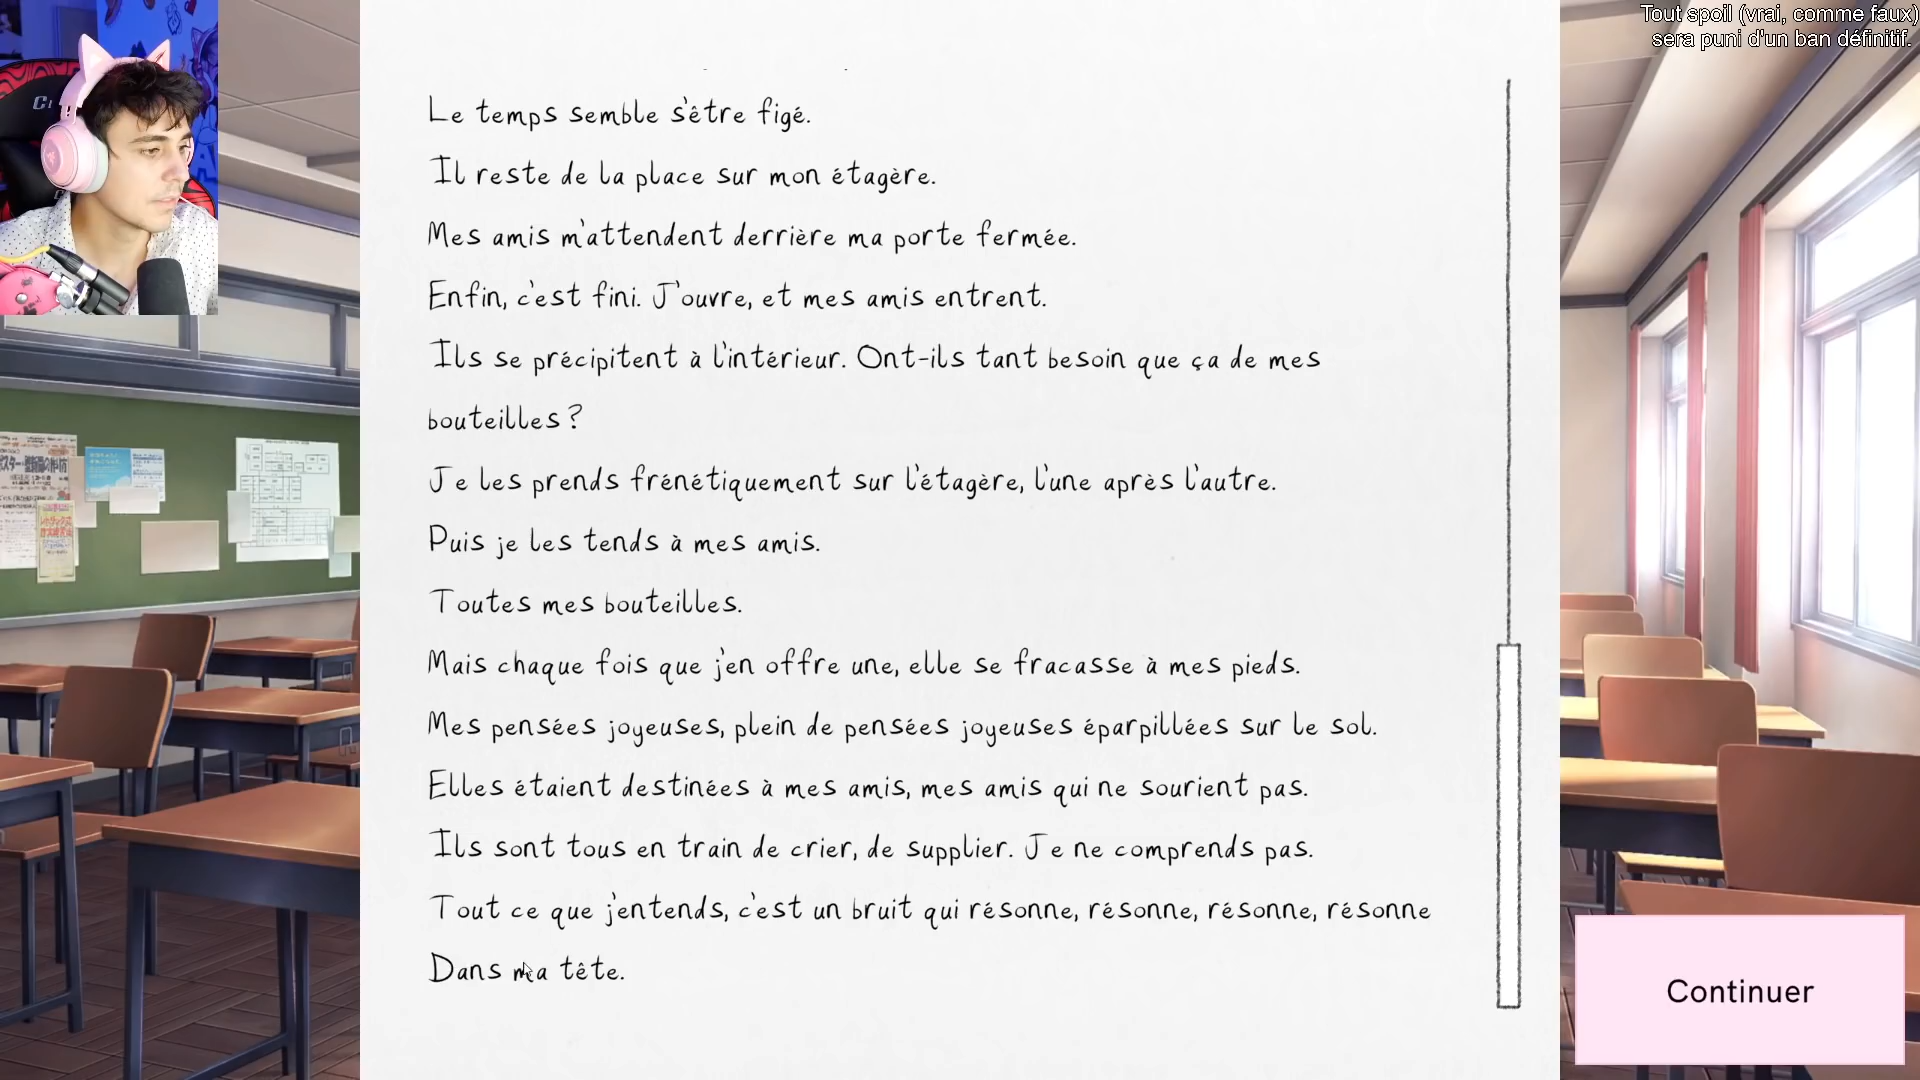 Tout spoil (vrai, comme faux)
sera puni d'un ban définitif.
Le temps semble s'être figé.
Il reste de la place sur mon étagère.
Mes amis m'attendent derrière ma porte fermée.
Enfin, c'est fini. J'ouvre, et mes amis entrent.
Ils se précipitent à l'intérieur. Ont-ils tant besoin que ça de mes
bouteilles ?
Je les prends frénétiquement sur l'étagère, l'une après l'autre.
Puis je les tends à mes amis.
Toutes mes bouteilles.
Mais chaque fois que j'en offre une, elle se fracasse à mes pieds.
Mes pensées joyeuses, plein de pensées joyeuses éparpillées sur le sol.
Elles étaient destinées à mes amis, mes amis qui ne sourient pas.
Ils sont tous en train de crier, de supplier. Je ne comprends pas.
Tout ce que j'entends, c'est un bruit qui résonne, résonne, résonne, résonne
Dans ma tête.
Continuer